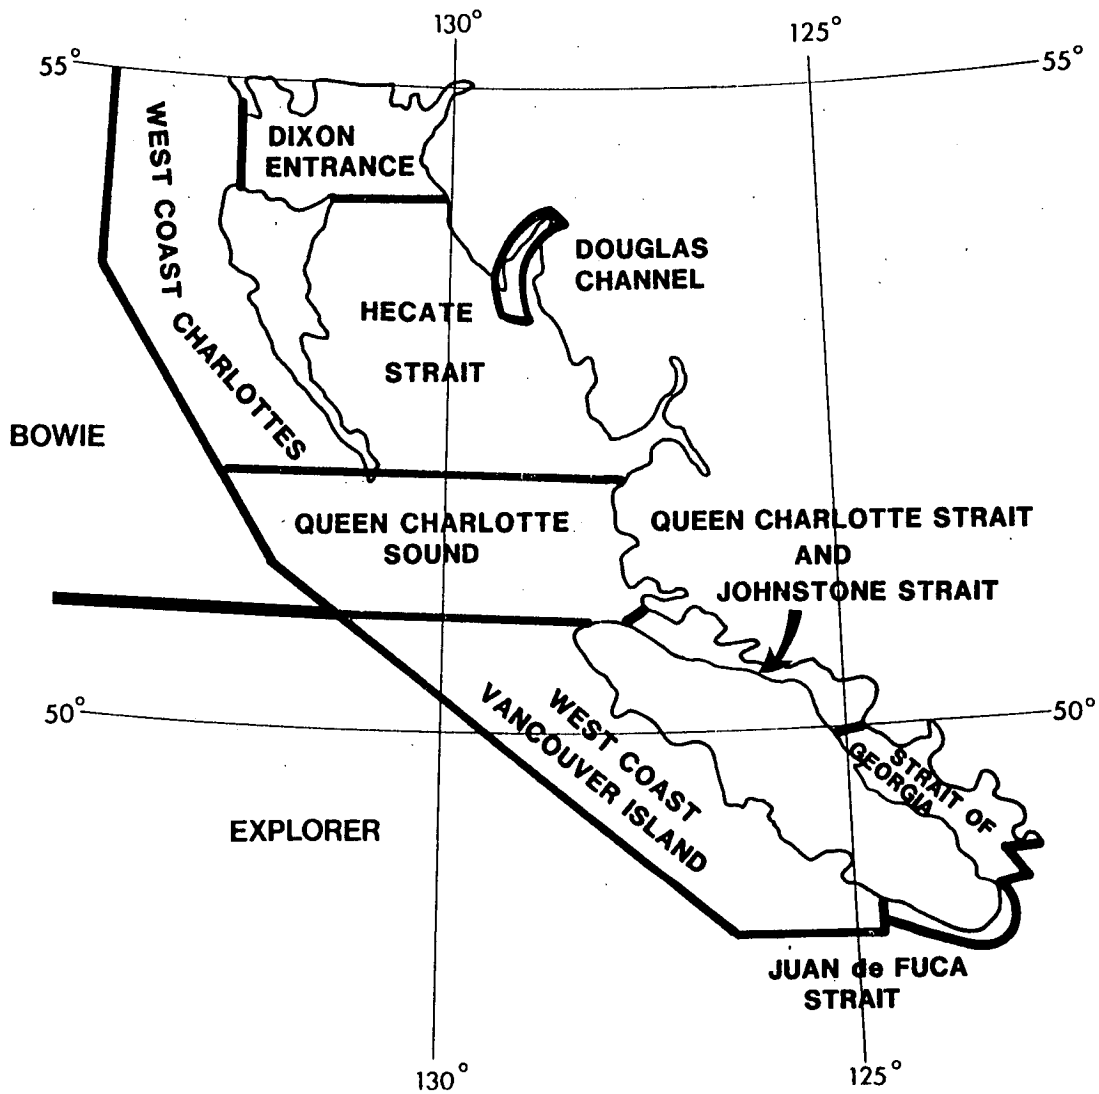 130°
125°
55°
55°
WEST COAST CHARLOTTES
DIXON
ENTRANCE
DOUGLAS
CHANNEL
HECATE
STRAIT
BOWIE
QUEEN CHARLOTTE
SOUND
QUEEN CHARLOTTE STRAIT
AND
JOHNSTONE STRAIT
50°
50°
WEST COAST
VANCOUVER ISLAND
STRAIT OF
GEORGIA
EXPLORER
JUAN de FUCA
STRAIT
130°
125°